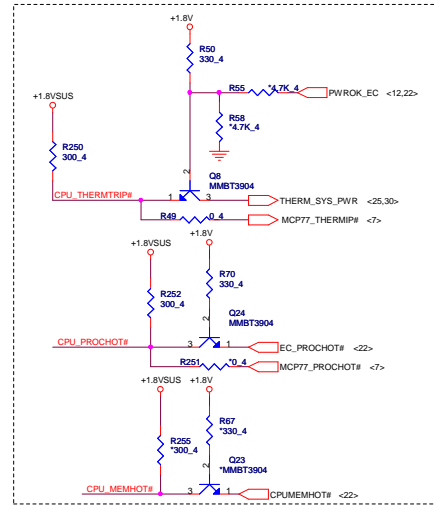 +1.8V
R50
330_4
+1.8VSUS
R55
*4.7K_4
PWROK_EC <12,22>
R58
*4.7K_4
R250
300_4
2
Q8
MMBT3904
CPU_THERMTRIP#
1
3
THERM_SYS_PWR <25,30>
R49
0_4
MCP77_THERMIP# <7>
+1.8VSUS
+1.8V
R70
330_4
R252
300_4
2
Q24
MMBT3904
CPU_PROCHOT#
3
1
EC_PROCHOT# <22>
R251
*0_4
MCP77_PROCHOT# <7>
+1.8VSUS
+1.8V
R67
*330_4
R255
*300_4
2
Q23
*MMBT3904
CPU_MEMHOT#
3
1
CPUMEMHOT# <22>